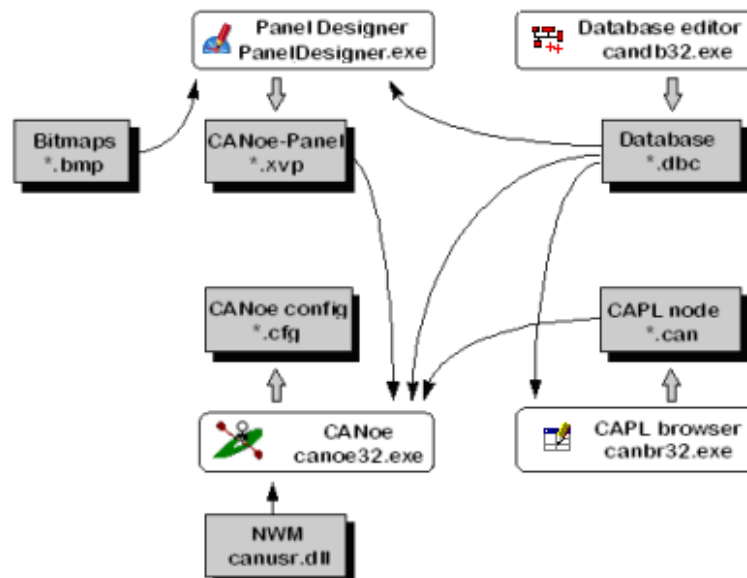 Panel Designer
PanelDesigner.exe
Database editor
candb32.exe
Bitmaps
*.bmp
CANoe-Panel
*.xvp
Database
*.dbc
CANoe config
*.cfg
CAPL node
*.can
CANoe
canoe32.exe
CAPL browser
canbr32.exe
NWM
canusr.dll